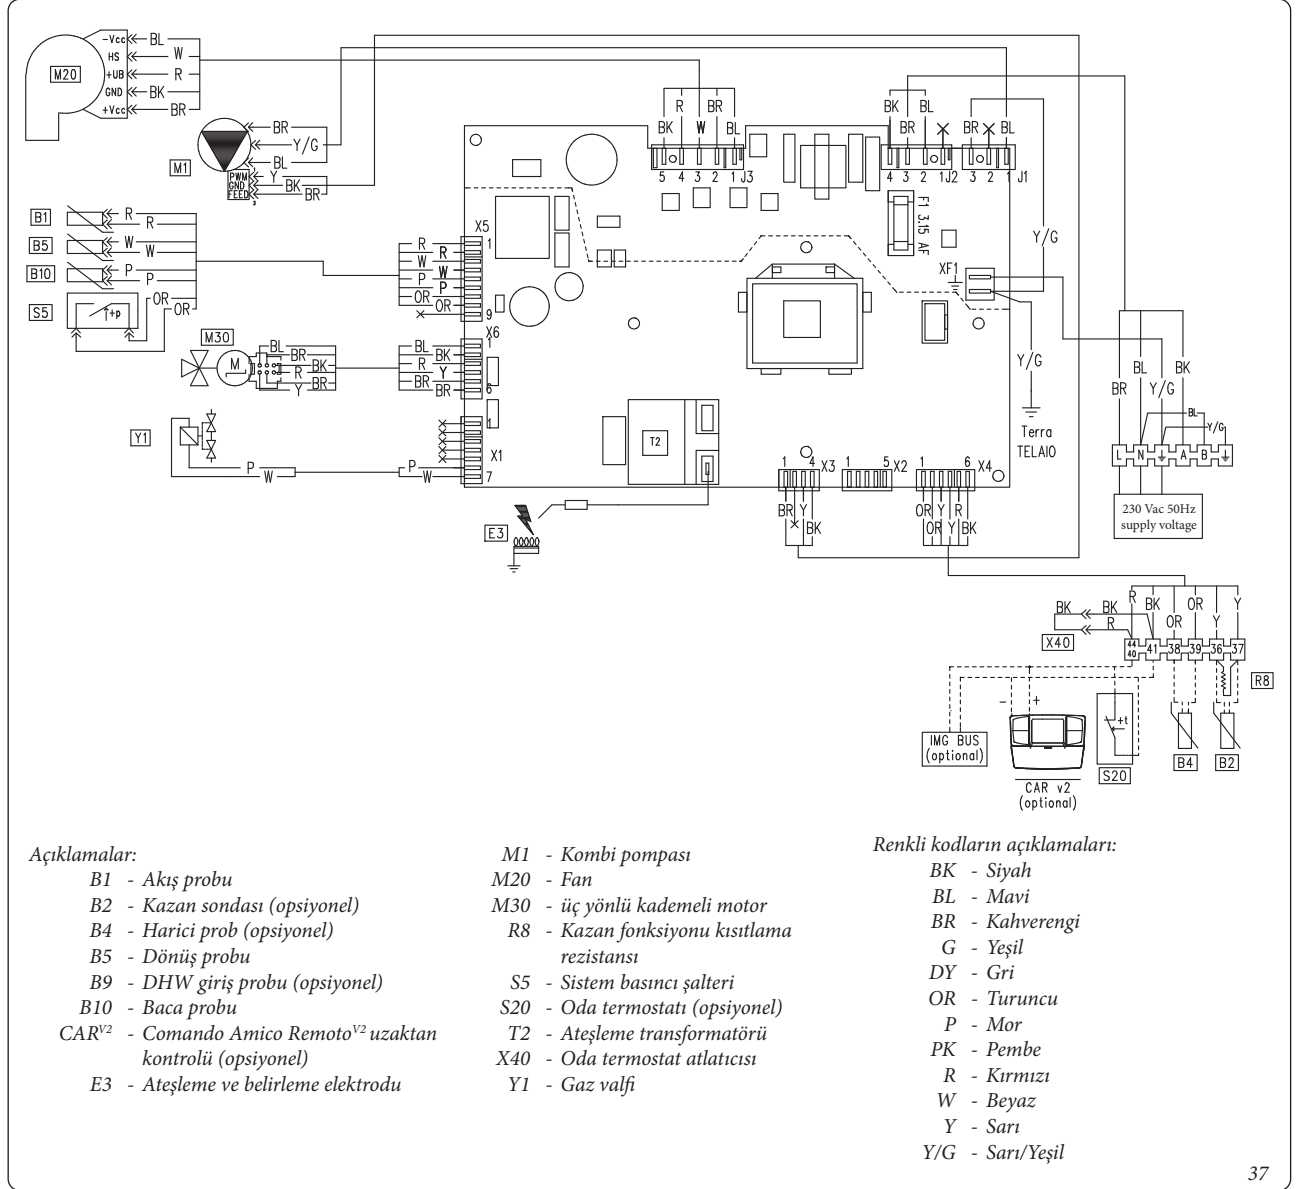 -Vcc BL
HS W
M20 +UB R
GND BK
+Vcc BR
BR
Y/G
BL
M1
PWM Y
GND BK
FEED BR
3
B1 R
R
B5 W
W
B10 P
P
OR
S5 +p OR
M30
M
BL
BR
BK
R
BR
Y
Y1
P
W
P
W
X5
R 1
R
W
W
P
P
OR
OR 9
X6
BL 1
BK
R
Y
BR
BR 6
1
X1
7
R BR
BK W BL
5 4 3 2 1 J3
BK BL
BR
4 3 2 1 J2
BR BL
3 2 1 J1
F1 3.15 AF
XF1
Y/G
Y/G
Terra
TELAIO
T2
E3
1 4 X3
1 5 X2
1 6 X4
BR Y
BK
OR Y R
OR Y BK
BL BK
BR Y/G
BL
Y/G
L N A B
230 Vac 50Hz
supply voltage
BK BK
R
X40
R BK OR Y
OR Y
44
40 41 38 39 36 37
R8
- +
+t
IMG BUS
(optional)
S20
B4 B2
CAR v2
(optional)
Açıklamalar:
B1 - Akış probu
B2 - Kazan sondası (opsiyonel)
B4 - Harici prob (opsiyonel)
B5 - Dönüş probu
B9 - DHW giriş probu (opsiyonel)
B10 - Baca probu
CARV2 - Comando Amico RemotoV2 uzaktan
kontrolü (opsiyonel)
E3 - Ateşleme ve belirleme elektrodu
M1 - Kombi pompası
M20 - Fan
M30 - üç yönlü kademeli motor
R8 - Kazan fonksiyonu kısıtlama
rezistansı
S5 - Sistem basıncı şalteri
S20 - Oda termostatı (opsiyonel)
T2 - Ateşleme transformatörü
X40 - Oda termostat atlatıcısı
Y1 - Gaz valfi
Renkli kodların açıklamaları:
BK - Siyah
BL - Mavi
BR - Kahverengi
G - Yeşil
DY - Gri
OR - Turuncu
P - Mor
PK - Pembe
R - Kırmızı
W - Beyaz
Y - Sarı
Y/G - Sarı/Yeşil
37